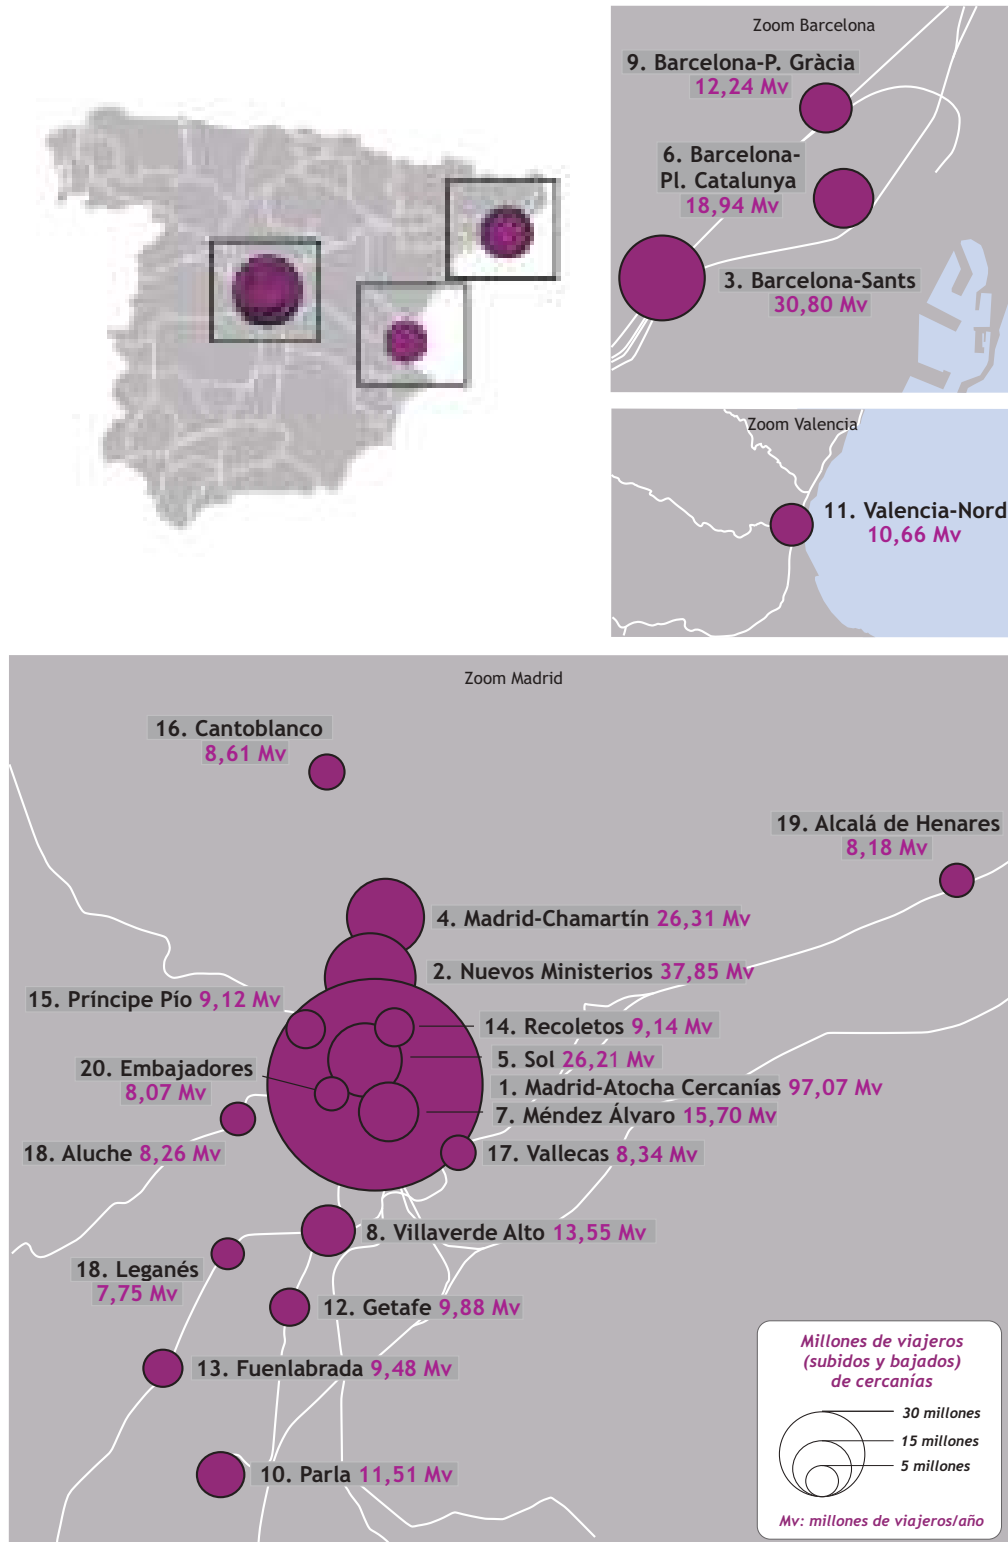 Zoom Barcelona
9. Barcelona-P. Gràcia
12,24 Mv
6. Barcelona-
Pl. Catalunya
18,94 Mv
3. Barcelona-Sants
30,80 Mv
Zoom Valencia
11. Valencia-Nord
10,66 Mv
Zoom Madrid
16. Cantoblanco
8,61 Mv
19. Alcalá de Henares
8,18 Mv
4. Madrid-Chamartín 26,31 Mv
2. Nuevos Ministerios 37,85 Mv
15. Príncipe Pío 9,12 Mv
14. Recoletos 9,14 Mv
5. Sol 26,21 Mv
20. Embajadores
8,07 Mv
1. Madrid-Atocha Cercanías 97,07 Mv
7. Méndez Álvaro 15,70 Mv
18. Aluche 8,26 Mv
17. Vallecas 8,34 Mv
8. Villaverde Alto 13,55 Mv
18. Leganés
7,75 Mv
12. Getafe 9,88 Mv
13. Fuenlabrada 9,48 Mv
10. Parla 11,51 Mv
Millones de viajeros
(subidos y bajados)
de cercanías
30 millones
15 millones
5 millones
Mv: millones de viajeros/año